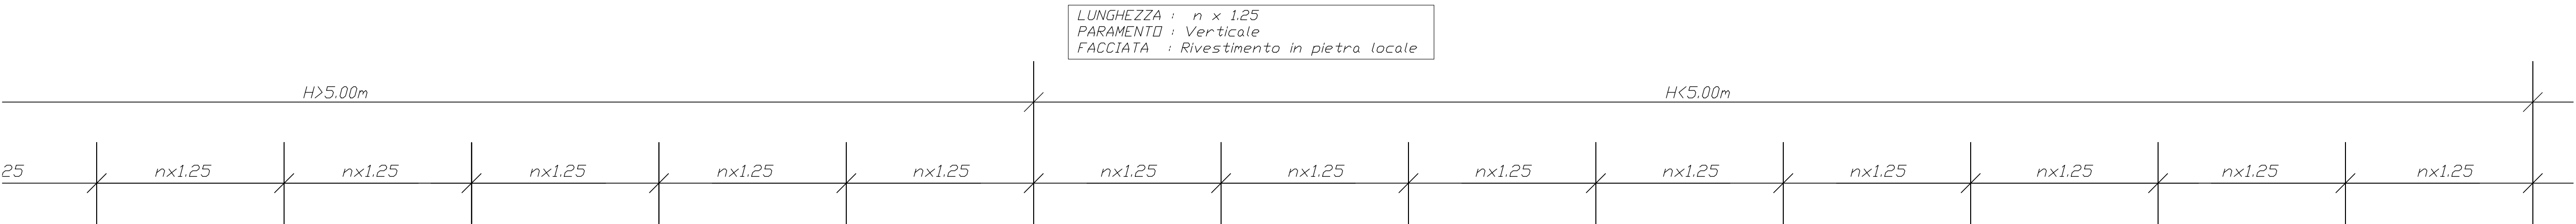 LUNGHEZZA : n x 1.25
PARAMENTO : Verticale
FACCIATA : Rivestimento in pietra locale
H>5.00m H<5.00m
25 nx1.25 nx1.25 nx1.25 nx1.25 nx1.25 nx1.25 nx1.25 nx1.25 nx1.25 nx1.25 nx1.25 nx1.25 nx1.25